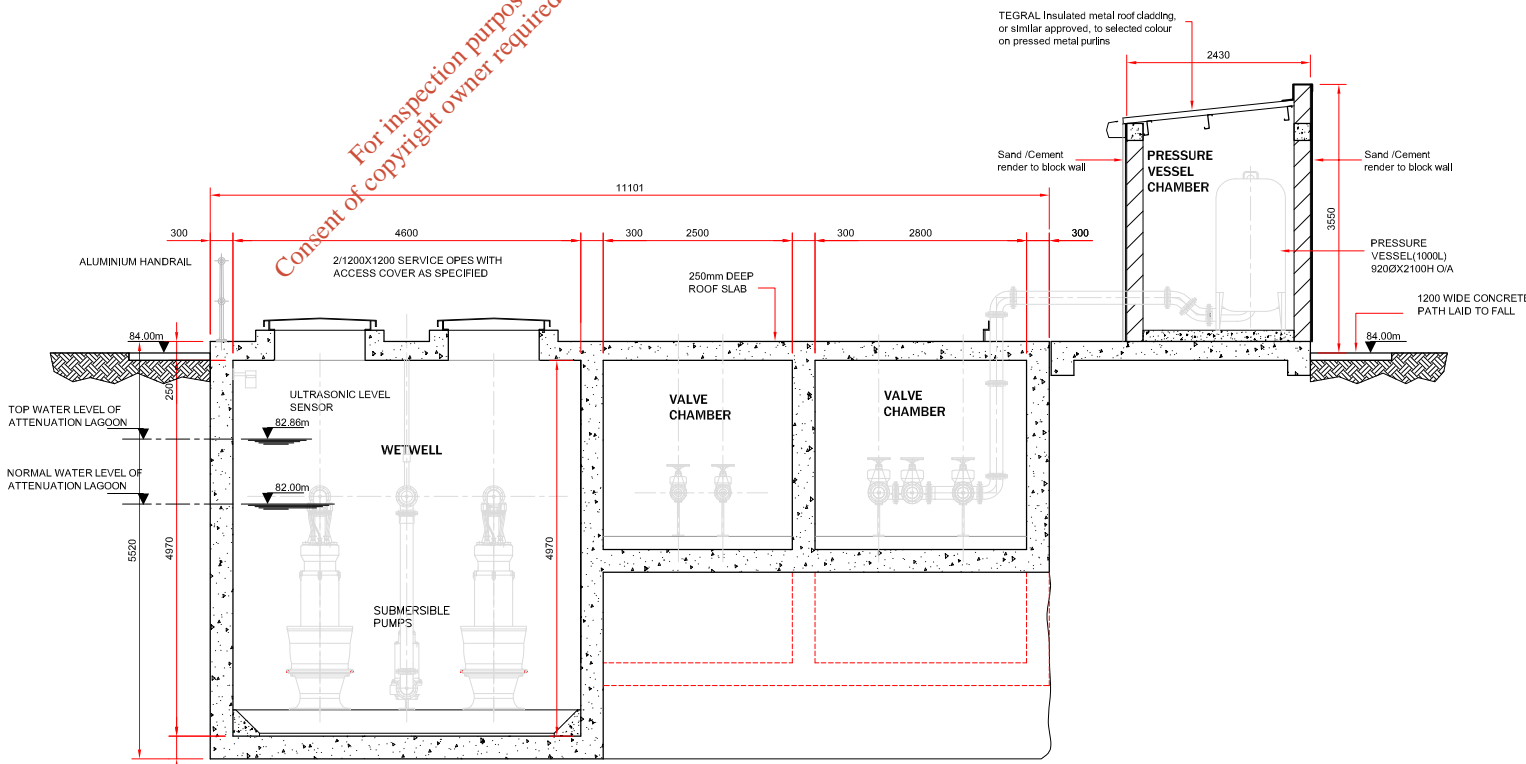 TEGRAL Insulated metal roof cladding,
or similar approved, to selected colour
on pressed metal purlins
2430
For inspection purpos
Consent of copyright owner required
Sand /Cement
render to block wall
PRESSURE
VESSEL
CHAMBER
Sand /Cement
render to block wall
11101
3550
300
4600
300
2500
300
2800
300
ALUMINIUM HANDRAIL
2/1200X1200 SERVICE OPES WITH
ACCESS COVER AS SPECIFIED
250mm DEEP
ROOF SLAB
PRESSURE
VESSEL(1000L)
920ØX2100H O/A
1200 WIDE CONCRETE
PATH LAID TO FALL
84.00m
84.00m
250
ULTRASONIC LEVEL
SENSOR
TOP WATER LEVEL OF
ATTENUATION LAGOON
82.86m
VALVE
CHAMBER
VALVE
CHAMBER
WETWELL
NORMAL WATER LEVEL OF
ATTENUATION LAGOON
82.00m
5520
4970
4970
SUBMERSIBLE
PUMPS